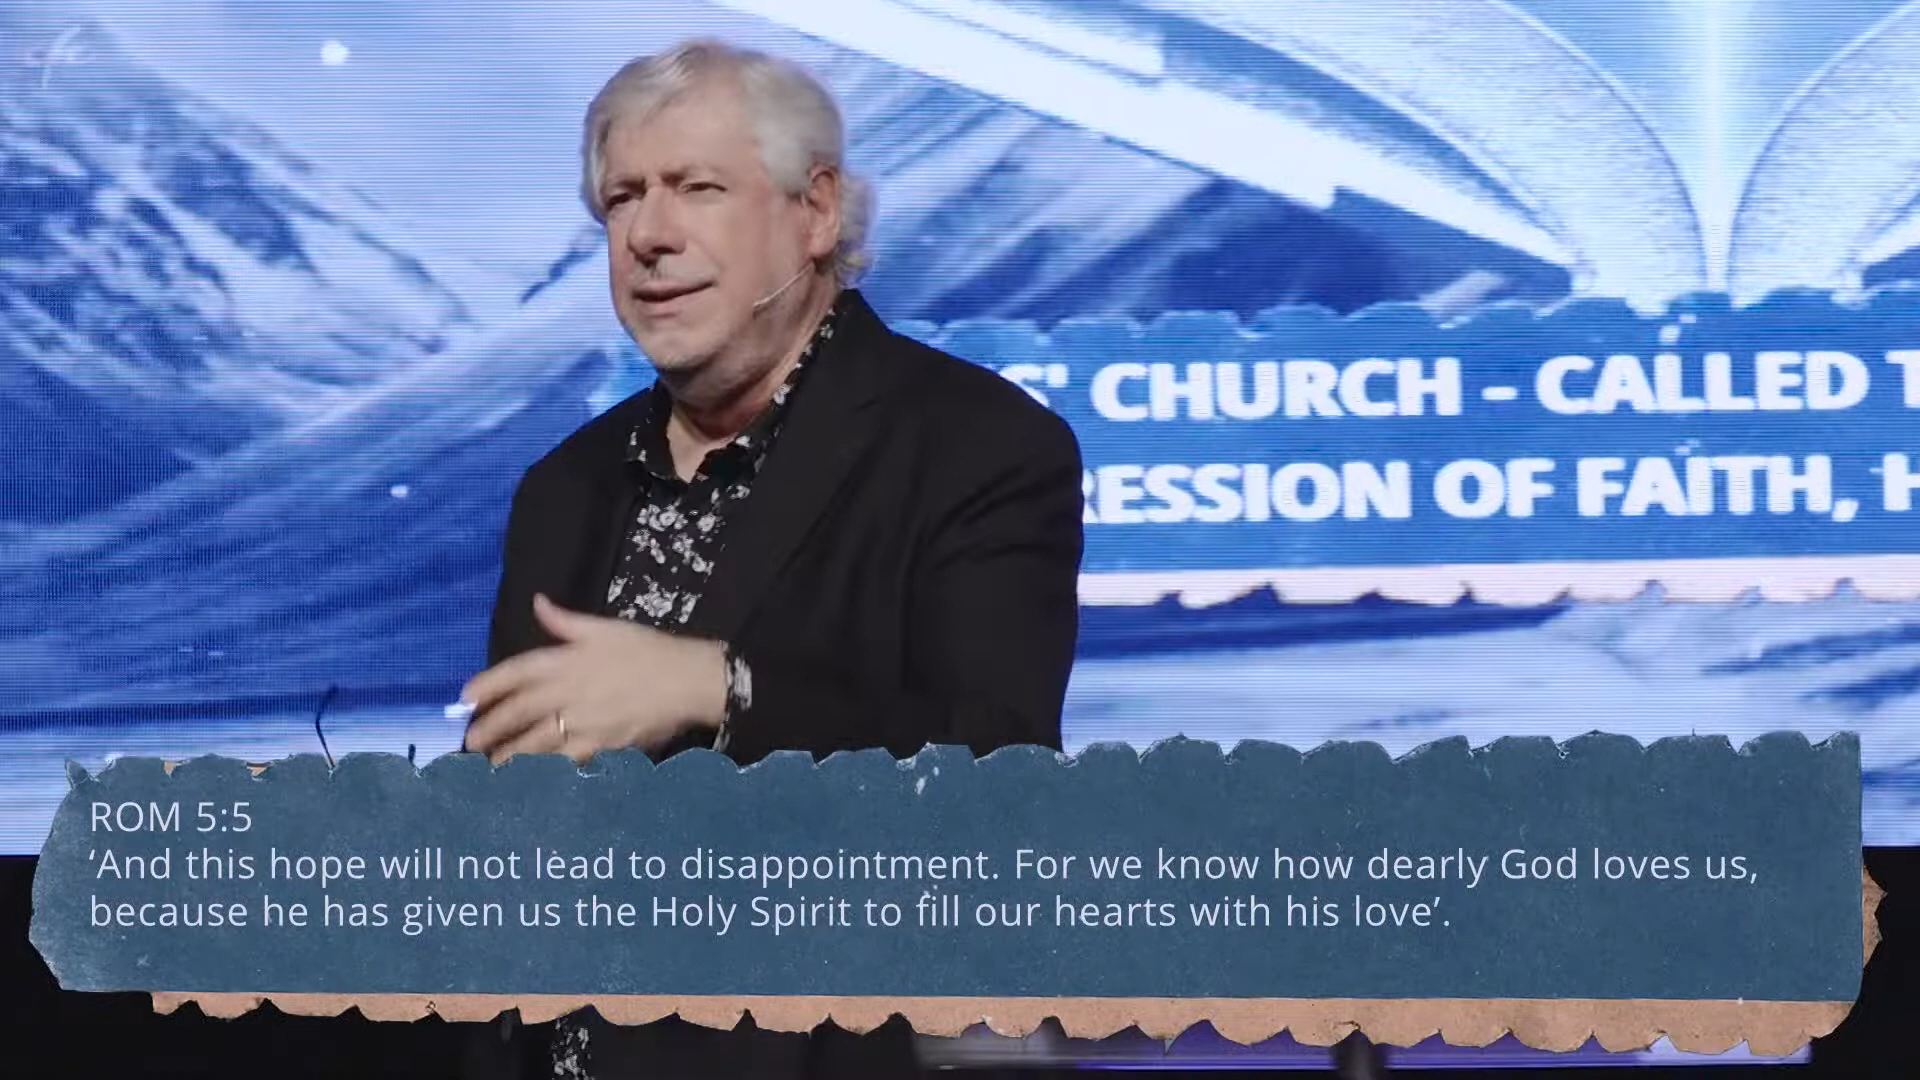 S' CHURCH - CALLED T
RESSION OF FAITH, H
ROM 5:5
‘And this hope will not lead to disappointment. For we know how dearly God loves us,
because he has given us the Holy Spirit to fill our hearts with his love’.